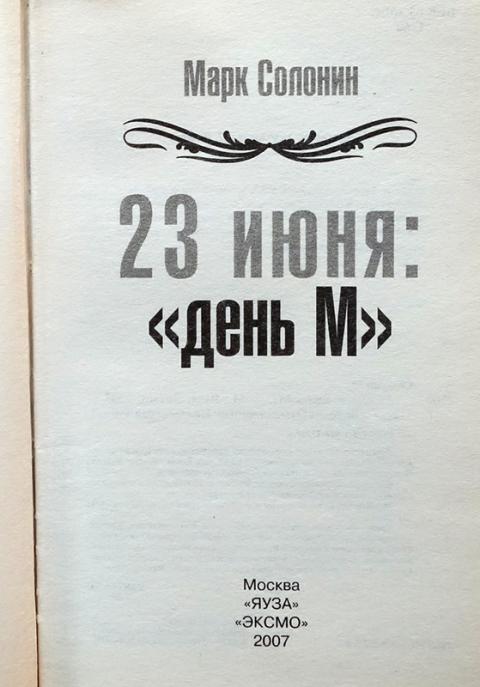 Марк Солонин
23 июня:
«день М»
Москва
«ЯУЗА»
«ЭКСМО»
2007